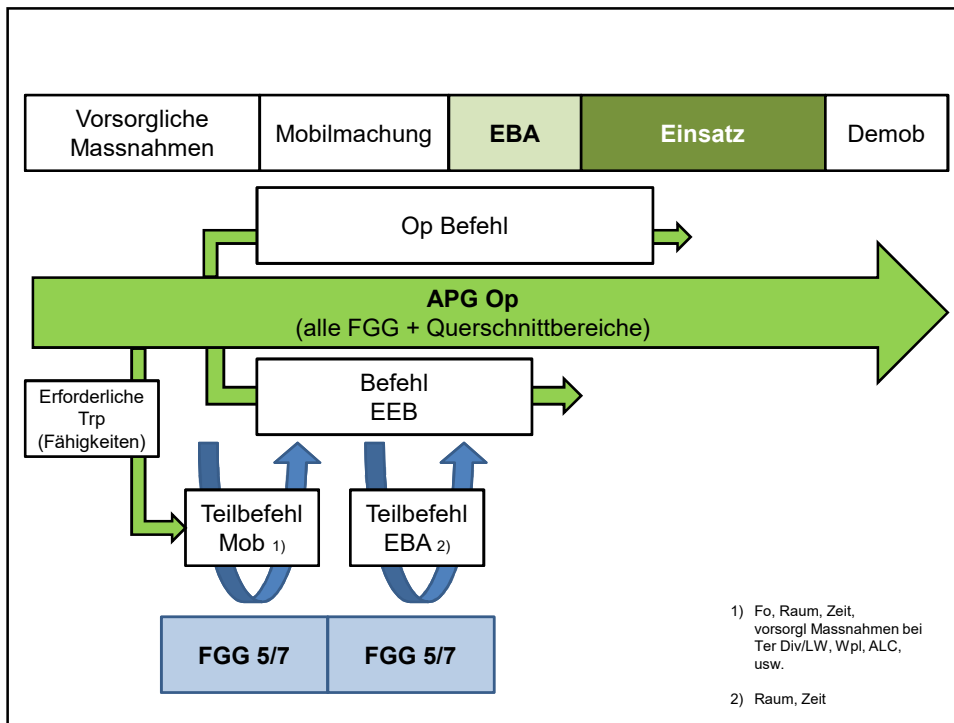 Vorsorgliche
Massnahmen
Mobilmachung
EBA
Einsatz
Demob
Op Befehl
APG Op
(alle FGG + Querschnittbereiche)
Erforderliche
Trp
(Fähigkeiten)
Befehl
EEB
Teilbefehl
Mob 1)
Teilbefehl
EBA 2)
FGG 5/7
FGG 5/7
1) Fo, Raum, Zeit,
vorsorgl Massnahmen bei
Ter Div/LW, Wpl, ALC,
usw.
2) Raum, Zeit